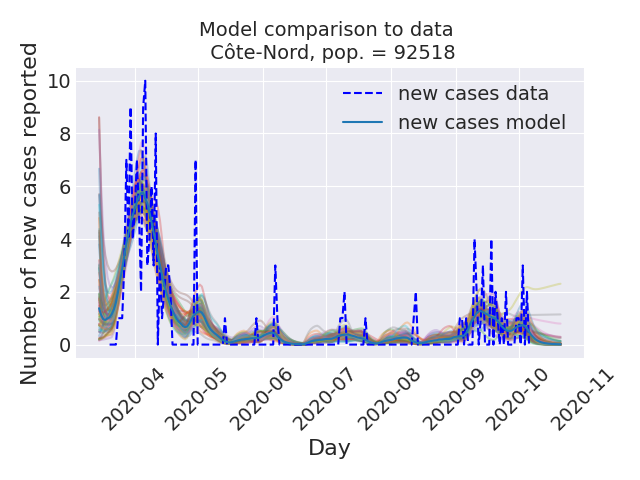 Model comparison to data
Côte-Nord, pop. = 92518
Number of new cases reported
10
8
6
4
2
0
new cases data
new cases model
2020-04
2020-05
2020-06
2020-07
2020-08
2020-09
2020-10
2020-11
Day